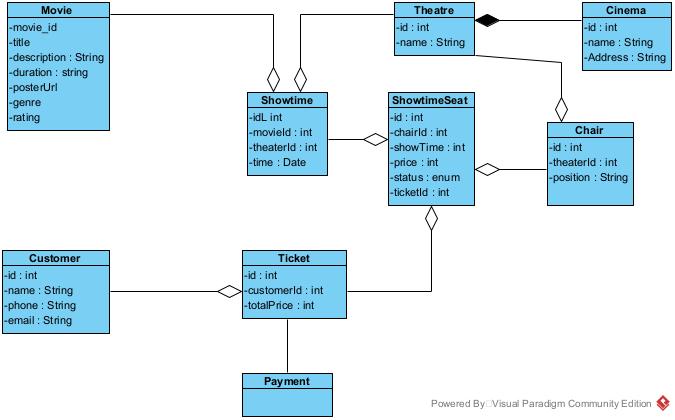 Movie
-movie_id
-title
-description : String
-duration : string
-posterUrl
-genre
-rating
Theatre
-id : int
-name : String
Cinema
-id : int
-name : String
-Address : String
Showtime
-idL int
-movieId : int
-theaterId : int
-time : Date
ShowtimeSeat
-id : int
-chairId : int
-showTime : int
-price : int
-status : enum
-ticketId : int
Chair
-id : int
-theaterId : int
-position : String
Customer
-id : int
-name : String
-phone : String
-email : String
Ticket
-id : int
-customerId : int
-totalPrice : int
Payment
Powered By Visual Paradigm Community Edition